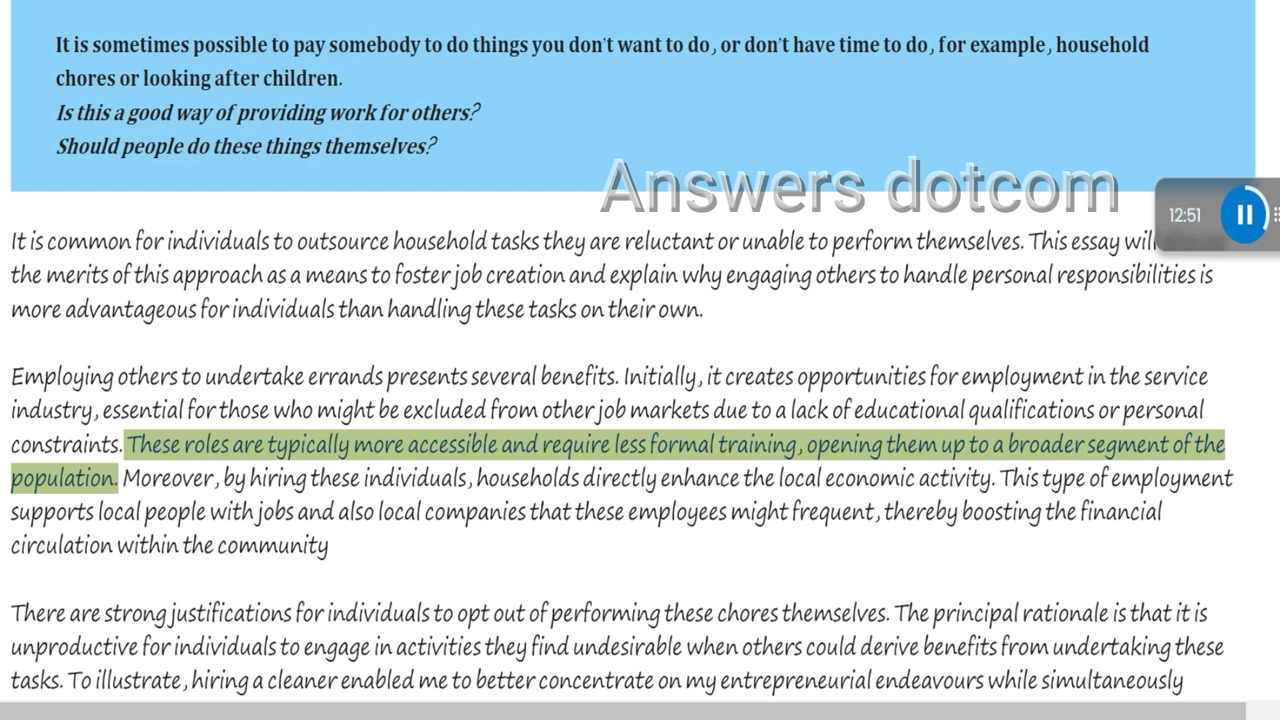 It is sometimes possible to pay somebody to do things you don't want to do, or don't have time to do, for example, household
chores or looking after children.
Is this a good way of providing work for others?
Should people do these things themselves?
Answers dotcom
12:51
It is common for individuals to outsource household tasks they are reluctant or unable to perform themselves. This essay will
the merits of this approach as a means to foster job creation and explain why engaging others to handle personal responsibilities is
more advantageous for individuals than handling these tasks on their own.
Employing others to undertake errands presents several benefits. Initially, it creates opportunities for employment in the service
industry, essential for those who might be excluded from other job markets due to a lack of educational qualifications or personal
constraints. These roles are typically more accessible and require less formal training, opening them up to a broader segment of the
population. Moreover, by hiring these individuals, households directly enhance the local economic activity. This type of employment
supports local people with jobs and also local companies that these employees might frequent, thereby boosting the financial
circulation within the community
There are strong justifications for individuals to opt out of performing these chores themselves. The principal rationale is that it is
unproductive for individuals to engage in activities they find undesirable when others could derive benefits from undertaking these
tasks. To illustrate, hiring a cleaner enabled me to better concentrate on my entrepreneurial endeavours while simultaneously